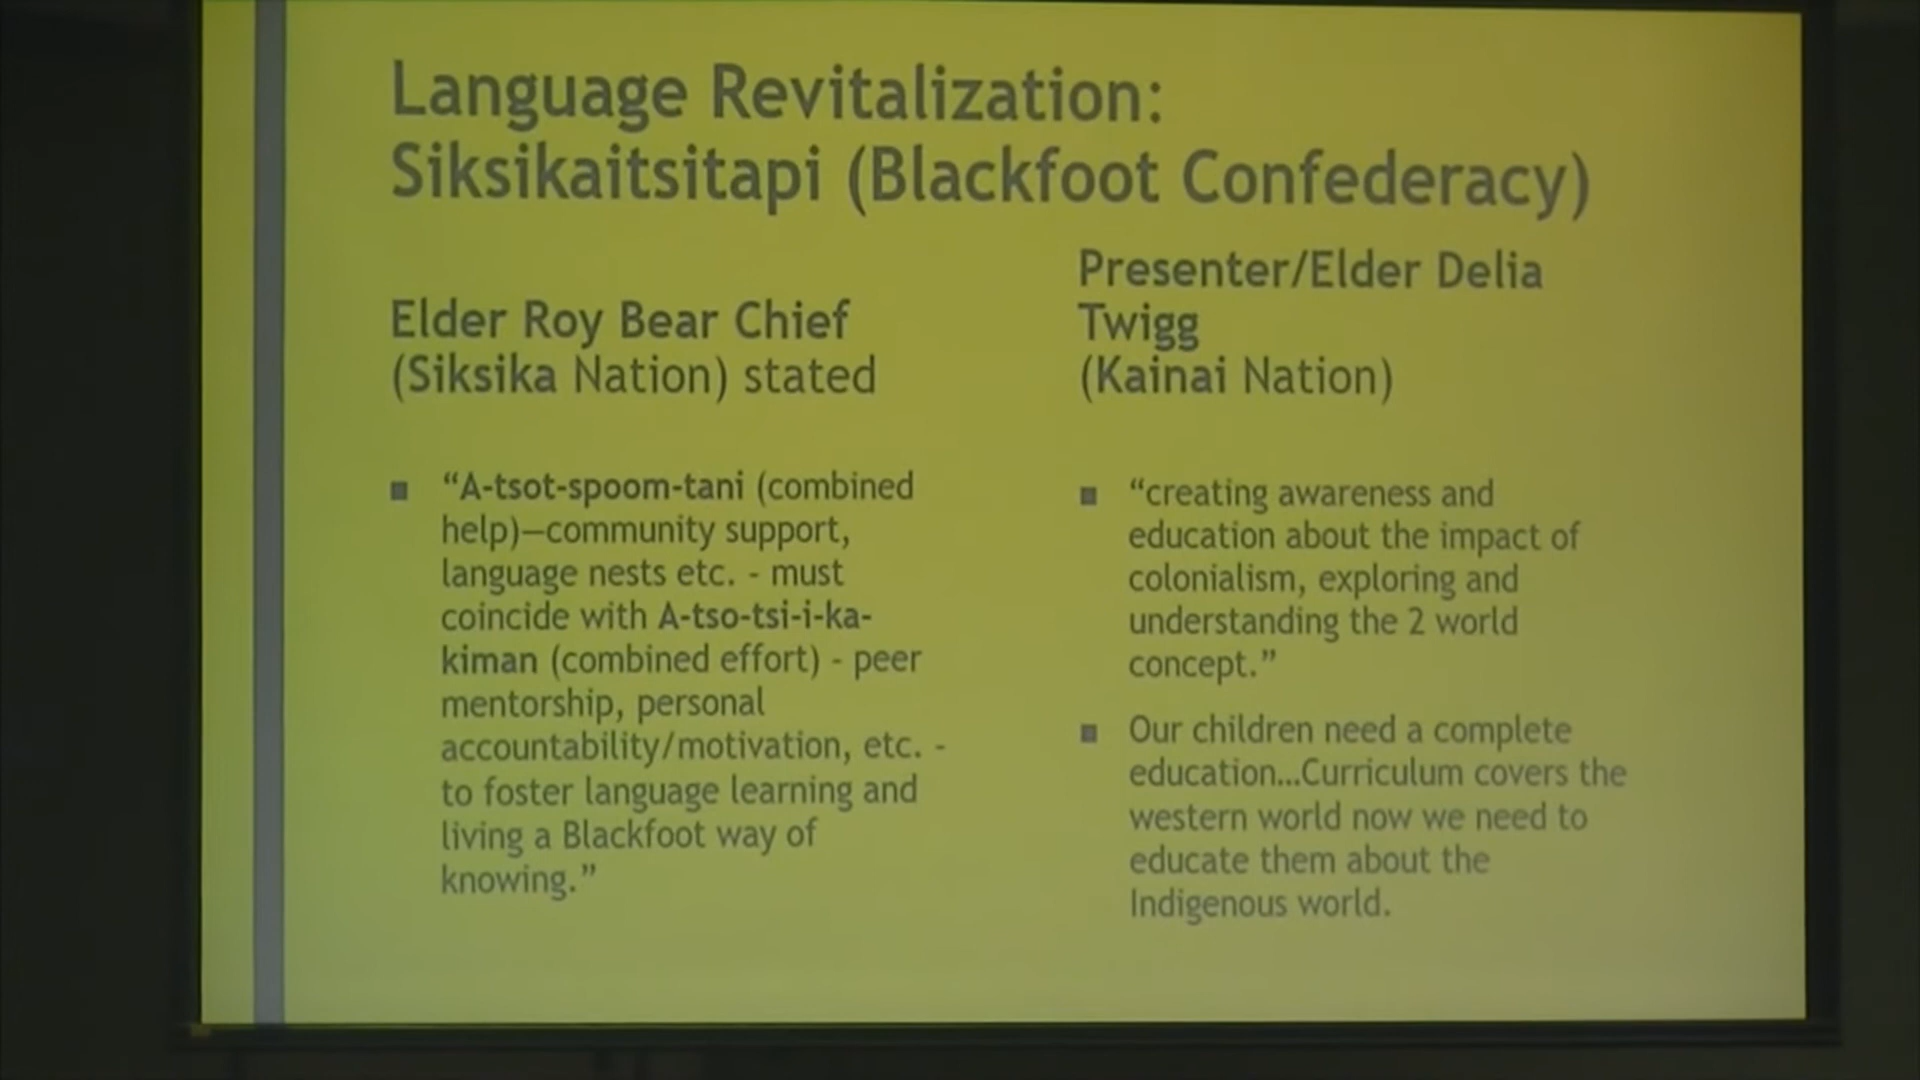 Language Revitalization:
Siksikaitsitapi (Blackfoot Confederacy)
Elder Roy Bear Chief
(Siksika Nation) stated
“A-tsot-spoom-tani (combined
help)—community support,
language nests etc. - must
coincide with A-tso-tsi-i-ka-
kiman (combined effort) - peer
mentorship, personal
accountability/motivation, etc. -
to foster language learning and
living a Blackfoot way of
knowing.”
Presenter/Elder Delia
Twigg
(Kainai Nation)
“creating awareness and
education about the impact of
colonialism, exploring and
understanding the 2 world
concept.”
Our children need a complete
education...Curriculum covers the
western world now we need to
educate them about the
Indigenous world.